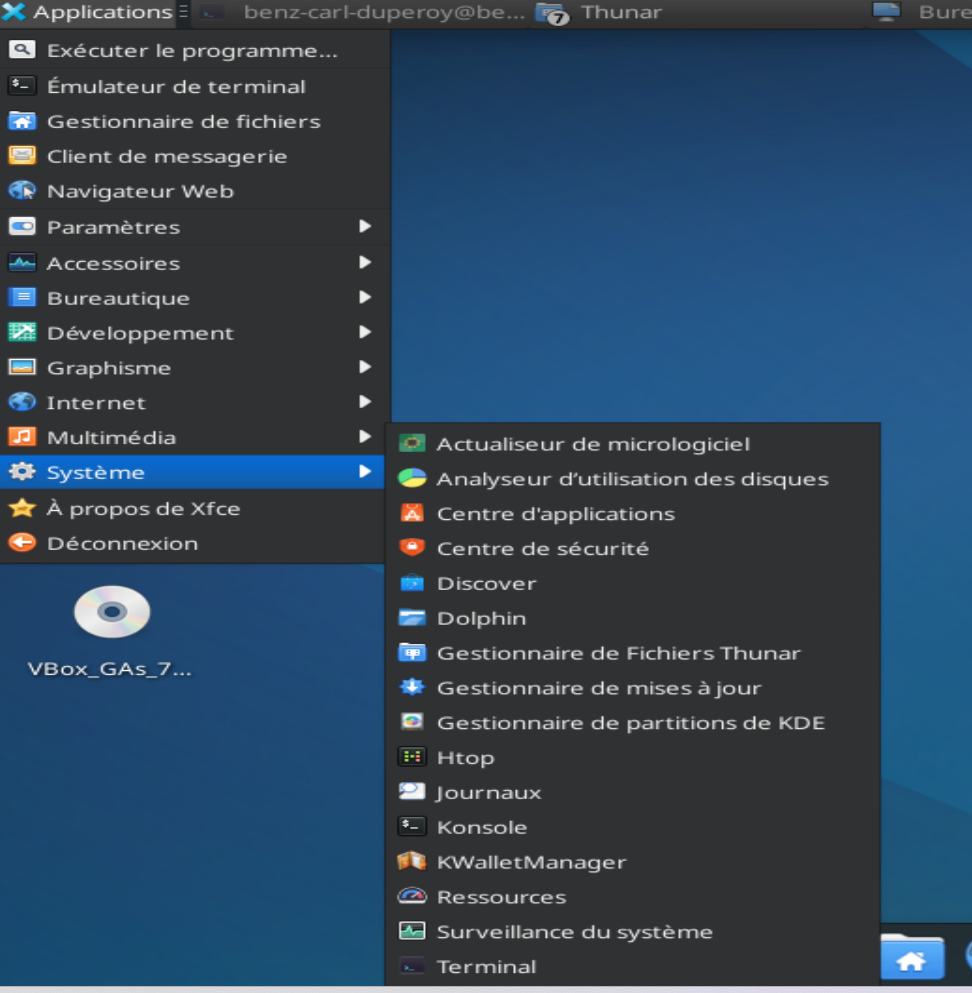 Applications benz-carl-duperoy@be... 7 Thunar Bure
Exécuter le programme...
Émulateur de terminal
Gestionnaire de fichiers
Client de messagerie
Navigateur Web
Paramètres
Accessoires
Bureautique
Développement
Graphisme
Internet
Multimédia
Système
À propos de Xfce
Déconnexion
Actualiseur de micrologiciel
Analyseur d’utilisation des disques
Centre d'applications
Centre de sécurité
Discover
Dolphin
Gestionnaire de Fichiers Thunar
Gestionnaire de mises à jour
Gestionnaire de partitions de KDE
Htop
Journaux
Konsole
KWalletManager
Ressources
Surveillance du système
Terminal
VBox_GAs_7...